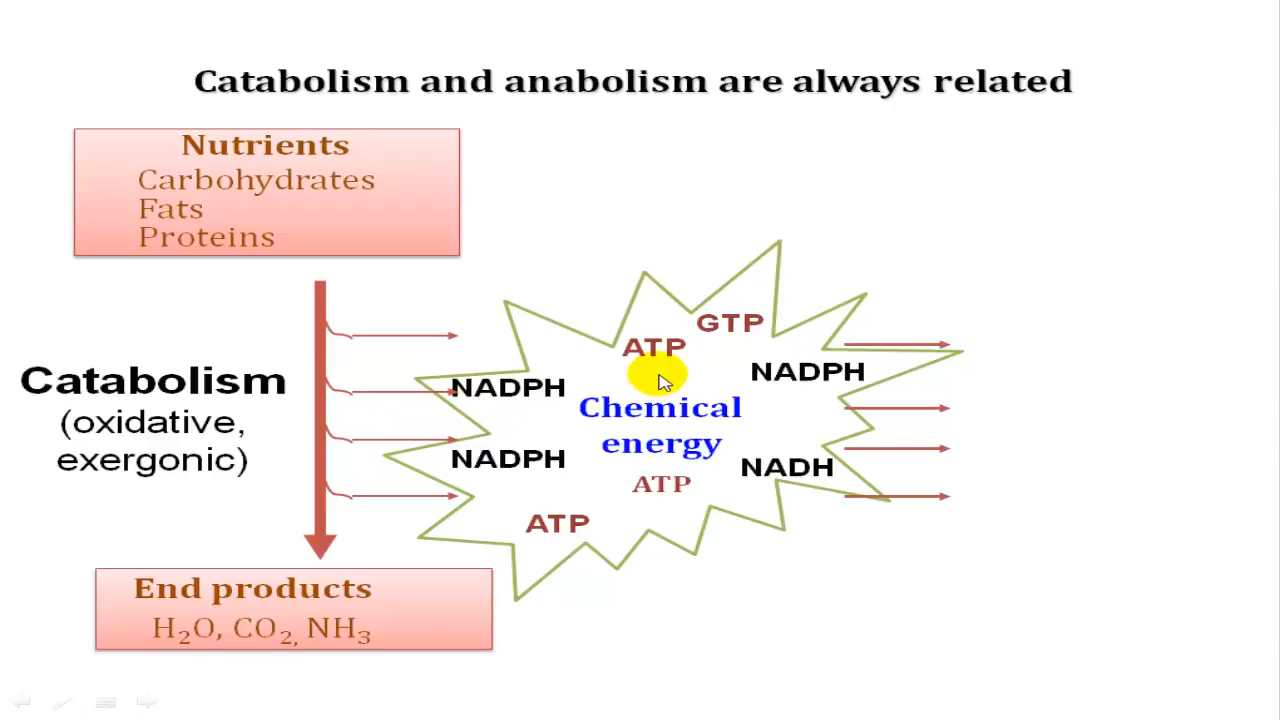 Catabolism and anabolism are always related
Nutrients
Carbohydrates
Fats
Proteins
Catabolism
(oxidative,
exergonic)
GTP
ATP
NADPH
NADPH
Chemical
energy
NADPH
NADH
ATP
ATP
End products
H₂O, CO₂, NH₃